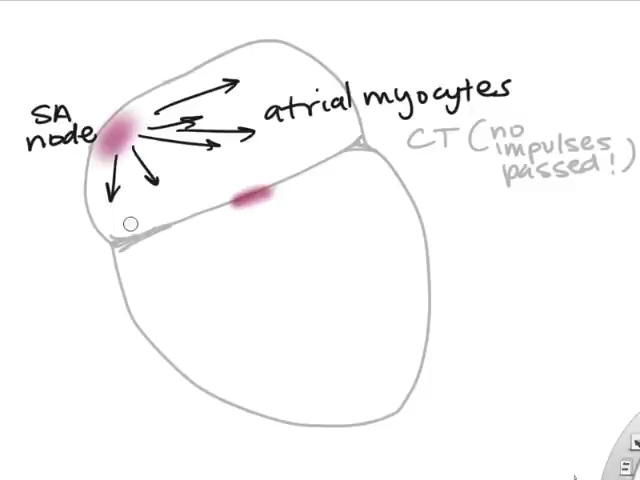 SA
node
atrial myocytes
CT (no
impulses
passed!)